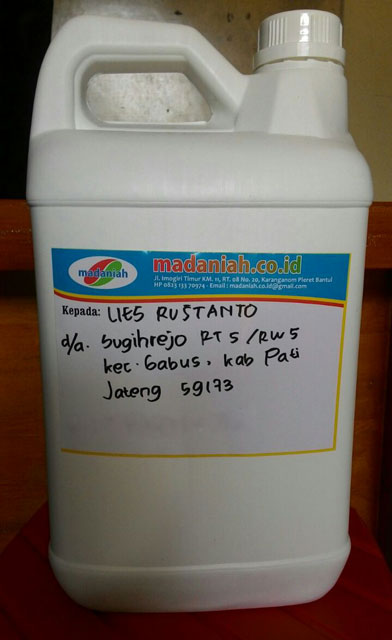 madaniah
madaniah.co.id
Jl. Imogiri Timur KM. 11, RT. 08 No. 20, Karanganom Pleret Bantul
HP 0823 133 70974 - Email : madaniah.co.id@gmail.com
Kepada: LIES RUSTANTO
d/a. Sugihrejo RT 5 / RW 5
kec. Gabus, kab Pati
Jateng 59173